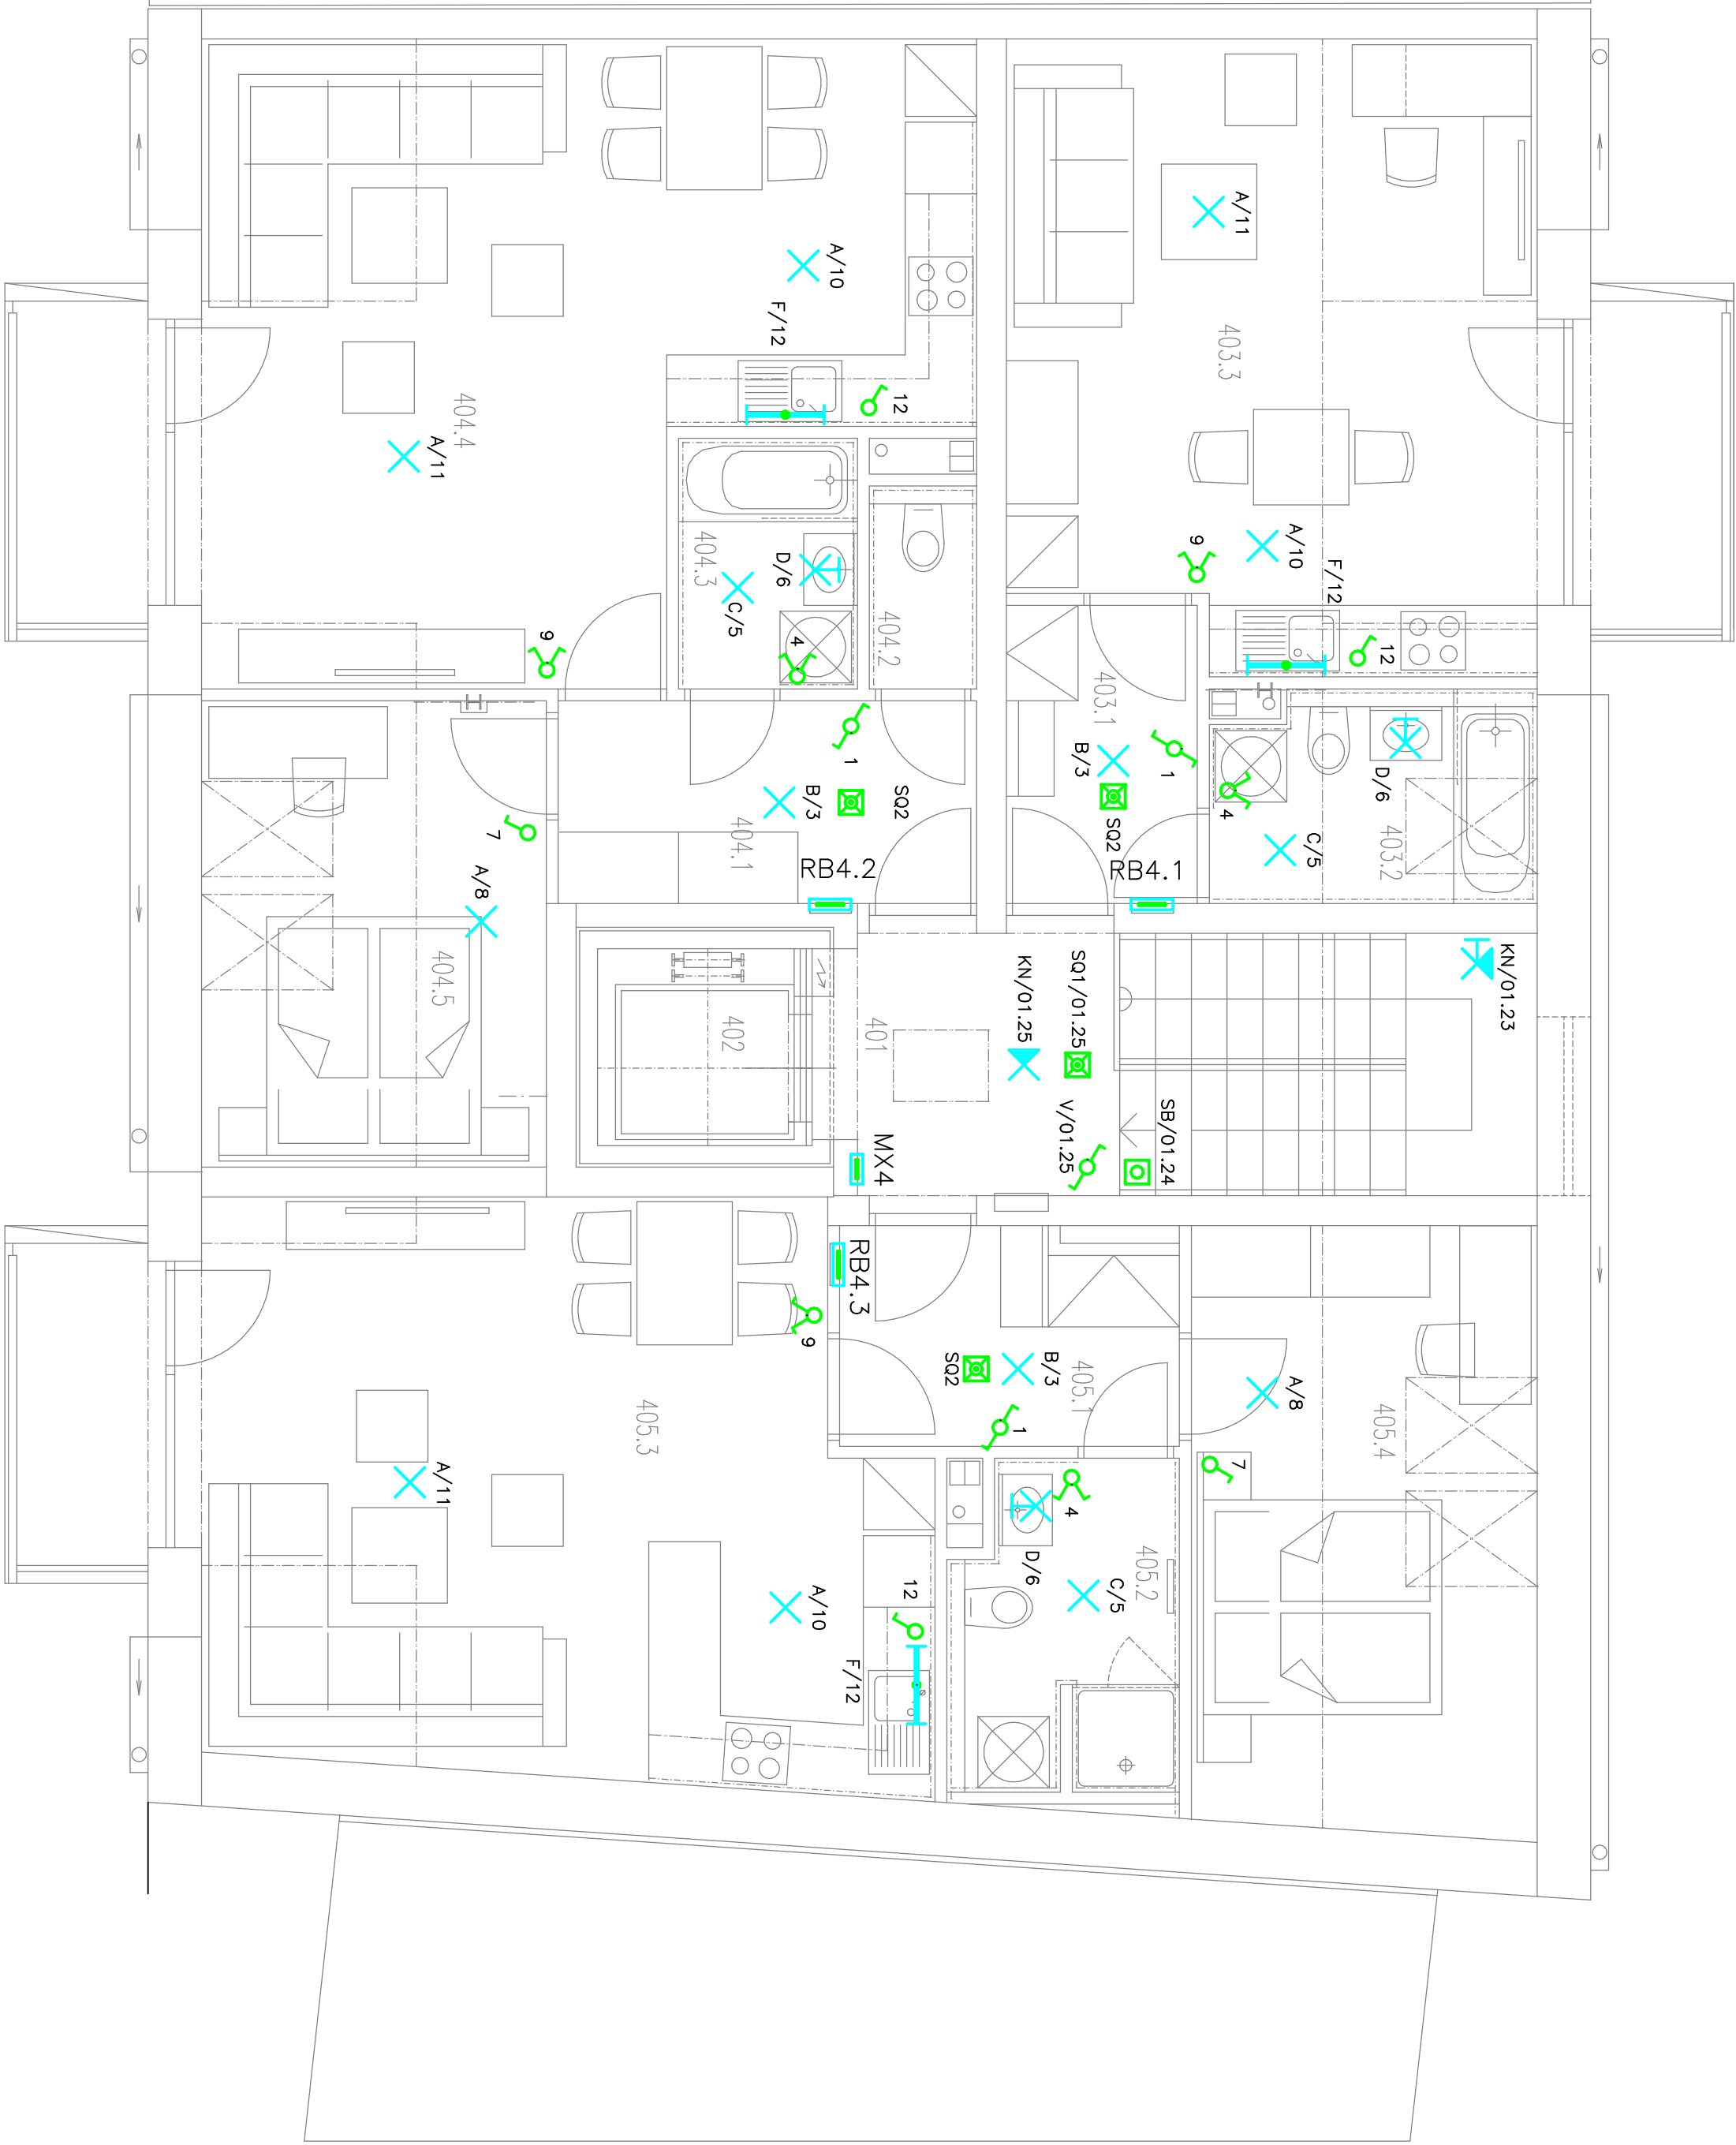 A/11
A/10
F/12
403.3
12
404.4
A/11
A/10
9
F/12
404.3
D/6
C/5
404.2
4
9
12
403.1
1
B/3
SQ2
4
D/6
C/5
403.2
1
B/3
SQ2
404.1
RB4.2
RB4.1
7
A/8
404.5
402
401
KN/01.25
SQ1/01.25
KN/01.23
V/01.25
SB/01.24
MX4
RB4.3
9
SQ2
B/3
405.1
1
A/8
405.4
7
405.3
A/11
4
D/6
C/5
405.2
A/10
12
F/12